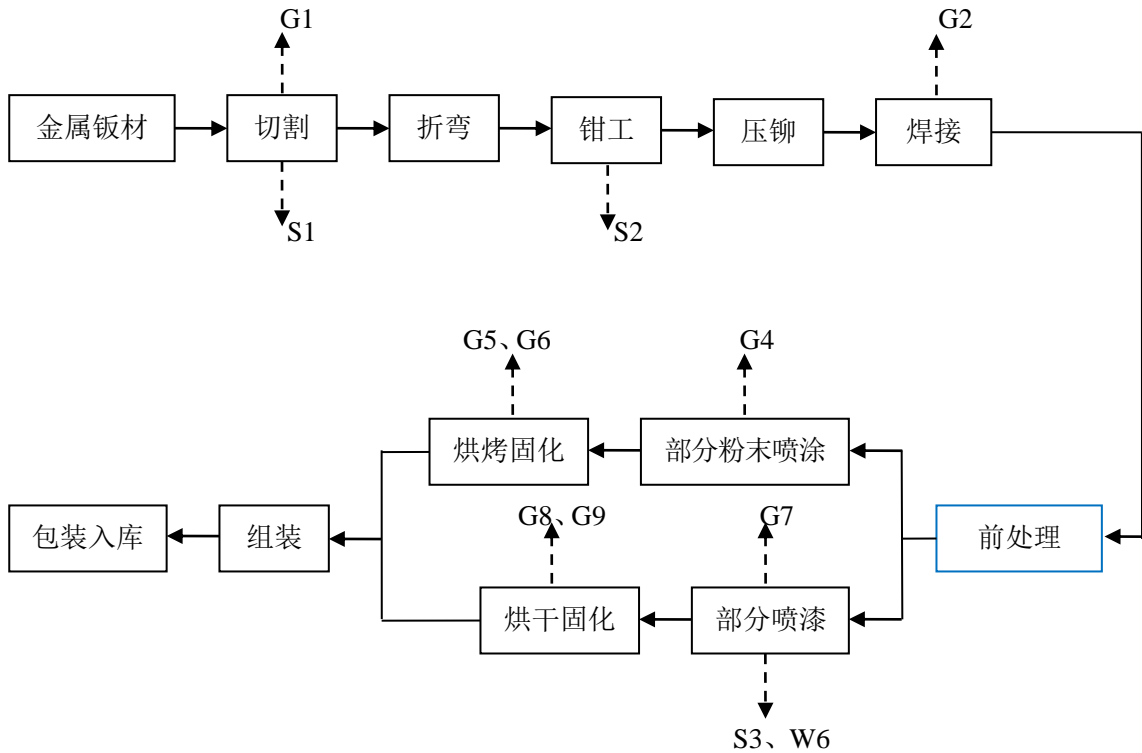 G1
G2
金属钣材
切割
折弯
钳工
压铆
焊接
S1
S2
G5、G6
G4
烘烤固化
部分粉末喷涂
G8、G9
G7
包装入库
组装
前处理
烘干固化
部分喷漆
S3、W6